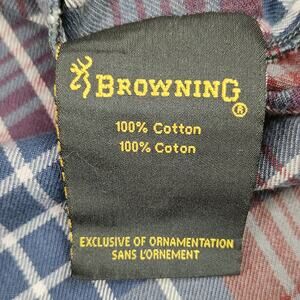 BROWNING®
100% Cotton
100% Coton
EXCLUSIVE OF ORNAMENTATION
SANS L'ORNEMENT